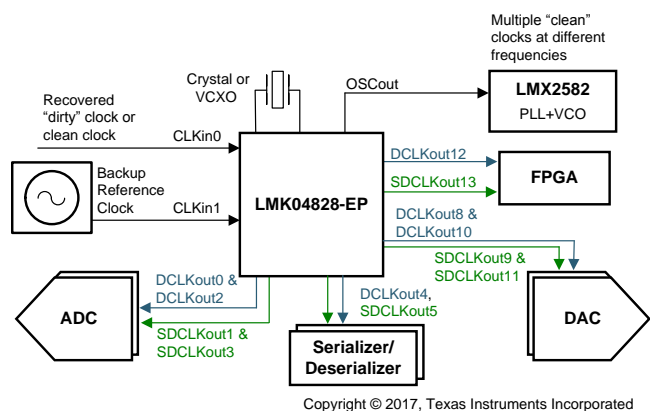 Multiple “clean”
clocks at different
frequencies
Crystal or
VCXO
OSCout
LMX2582
PLL+VCO
Recovered
“dirty” clock or
clean clock
CLKin0
DCLKout12
FPGA
SDCLKout13
Backup
Reference
Clock
CLKin1
LMK04828-EP
DCLKout8 &
DCLKout10
SDCLKout9 &
SDCLKout11
DCLKout0 &
DCLKout2
ADC
SDCLKout1 &
SDCLKout3
DCLKout4,
SDCLKout5
DAC
Serializer/
Deserializer
Copyright © 2017, Texas Instruments Incorporated